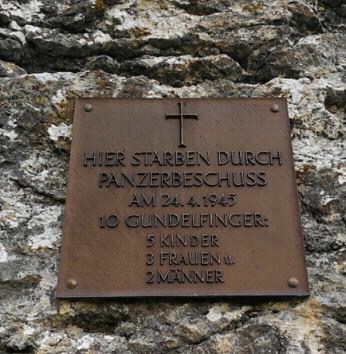 HIER STARBEN DURCH
PANZERBESCHUSS
AM 24.4.1945
10 GUNDELFINGER:
5 KINDER
3 FRAUEN u.
2 MÄNNER